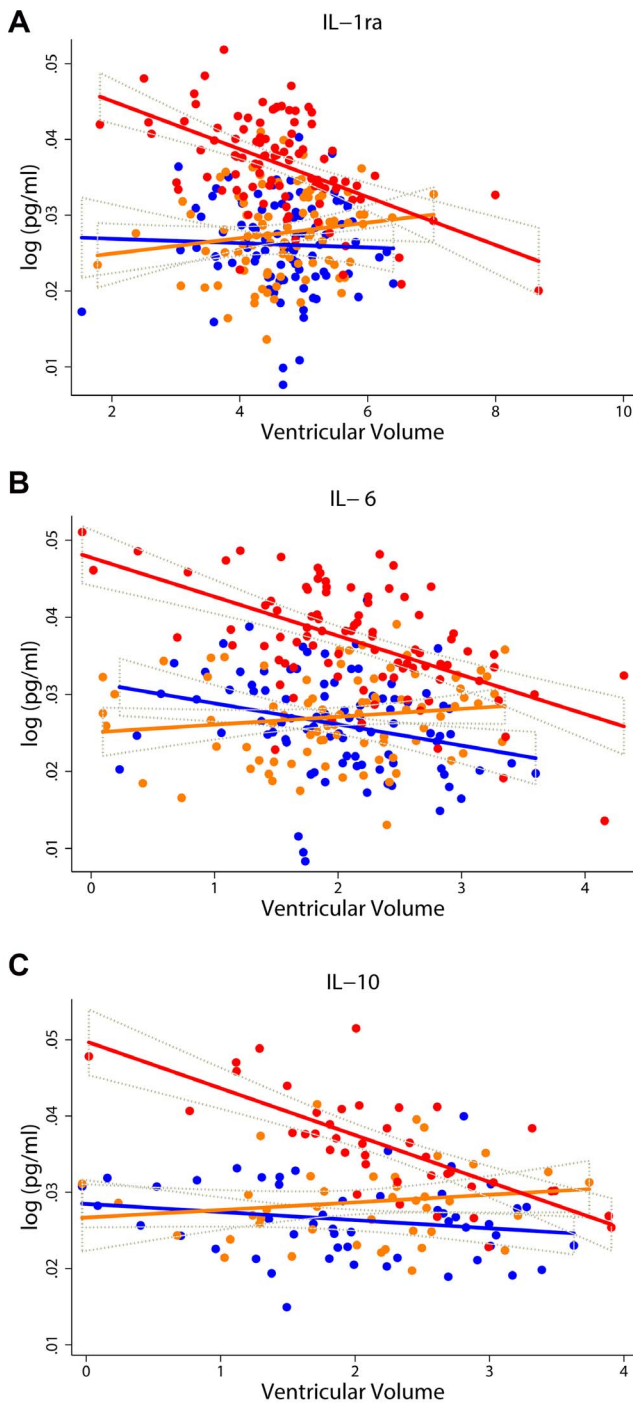 A
IL−1ra
.05
.04
.03
.02
.01
log (pg/ml)
2 4 6 8 10
Ventricular Volume
B
IL− 6
.05
.04
.03
.02
.01
log (pg/ml)
0 1 2 3 4
Ventricular Volume
C
IL−10
.05
.04
.03
.02
.01
log (pg/ml)
0 1 2 3 4
Ventricular Volume